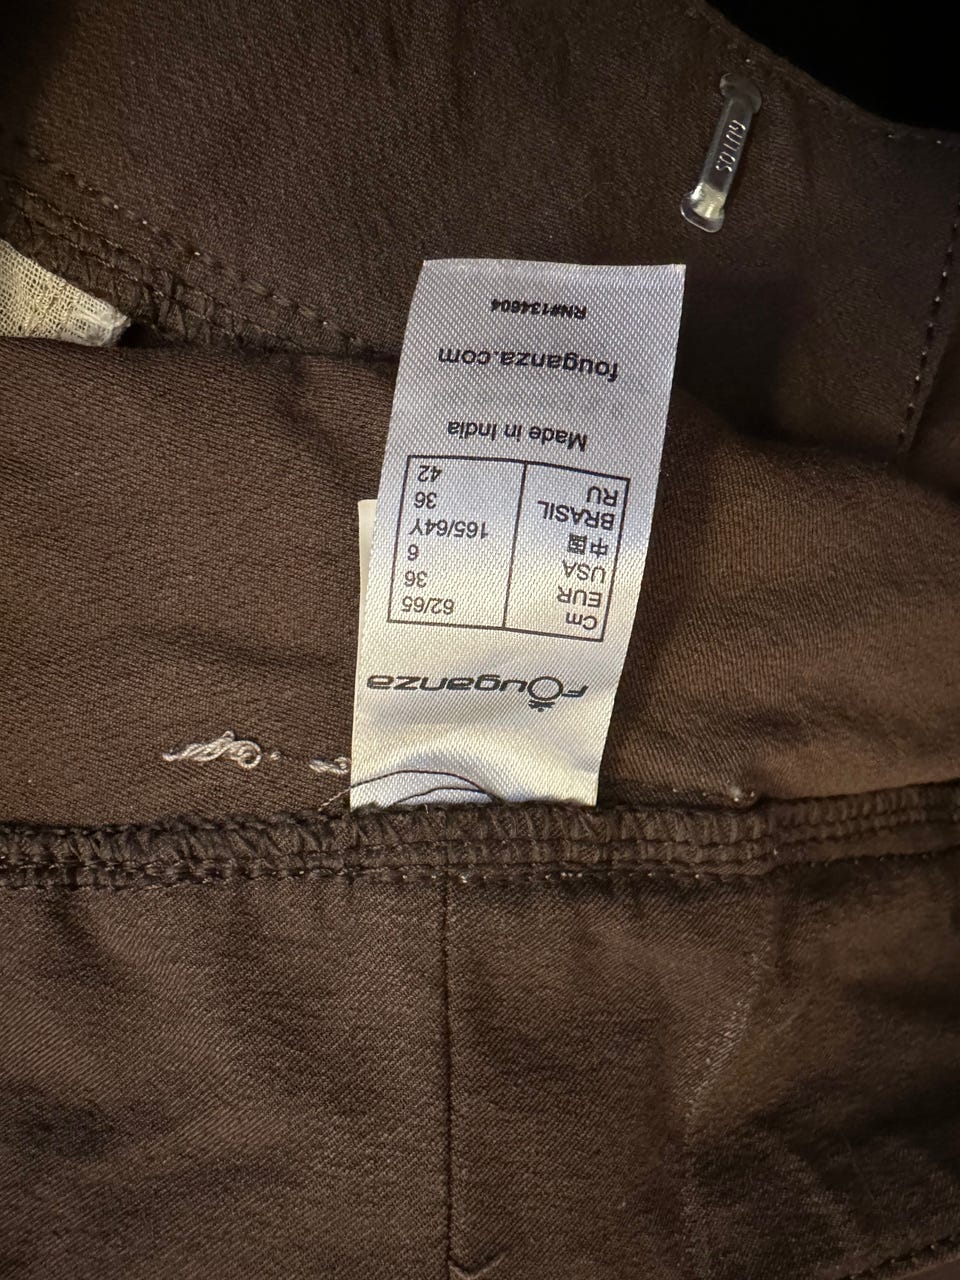 Fouganza
Cm 62/65
EUR 36
USA 6
中国 165/64Y
BRASIL 36
RU 42
Made in India
fouganza.com
RN#134604